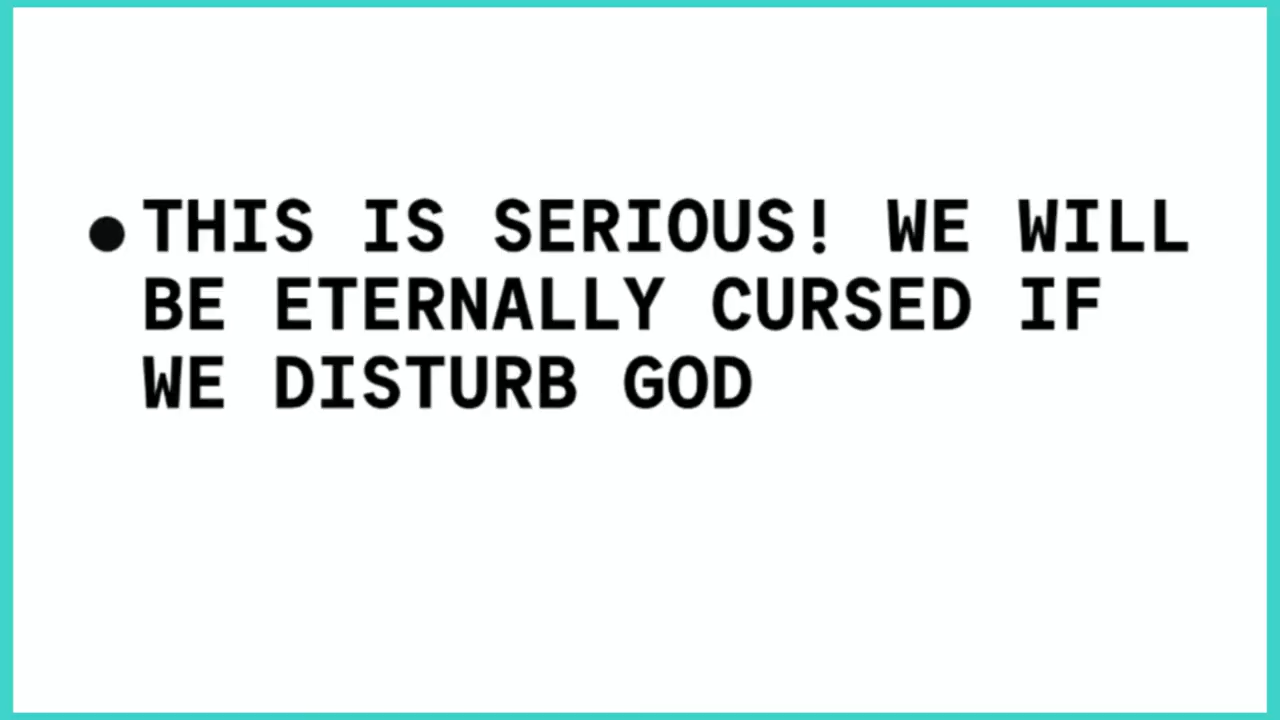 • THIS IS SERIOUS! WE WILL
BE ETERNALLY CURSED IF
WE DISTURB GOD